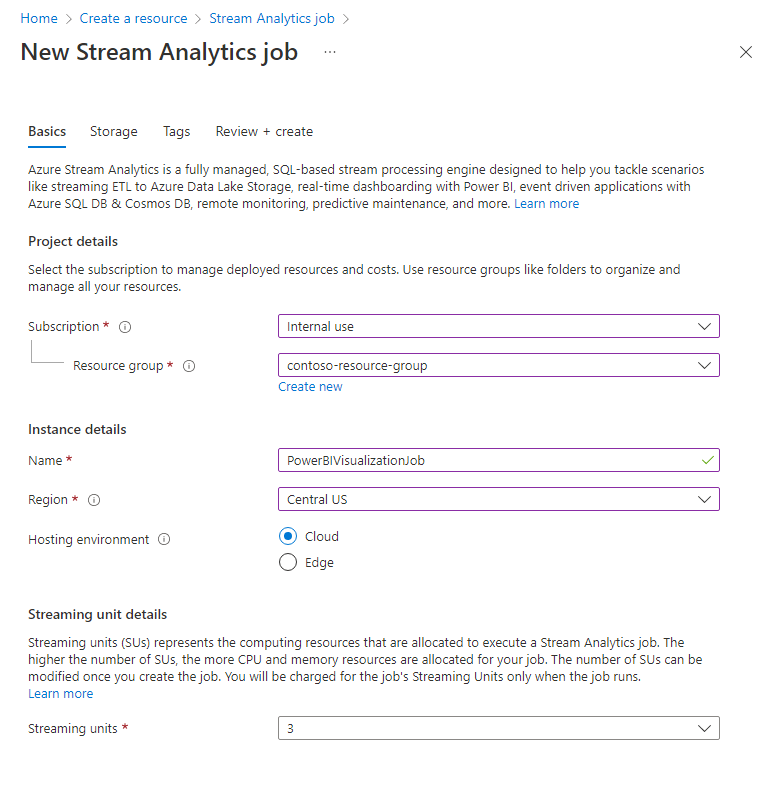 Home > Create a resource > Stream Analytics job >
New Stream Analytics job ...
Basics Storage Tags Review + create
Azure Stream Analytics is a fully managed, SQL-based stream processing engine designed to help you tackle scenarios
like streaming ETL to Azure Data Lake Storage, real-time dashboarding with Power BI, event driven applications with
Azure SQL DB & Cosmos DB, remote monitoring, predictive maintenance, and more. Learn more
Project details
Select the subscription to manage deployed resources and costs. Use resource groups like folders to organize and
manage all your resources.
Subscription * Internal use
Resource group * contoso-resource-group
Create new
Instance details
Name * PowerBIVisualizationJob
Region * Central US
Hosting environment Cloud
Edge
Streaming unit details
Streaming units (SUs) represents the computing resources that are allocated to execute a Stream Analytics job. The
higher the number of SUs, the more CPU and memory resources are allocated for your job. The number of SUs can be
modified once you create the job. You will be charged for the job's Streaming Units only when the job runs.
Learn more
Streaming units * 3